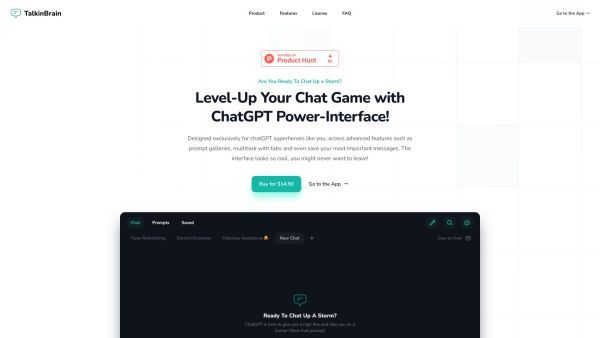 TalkinBrain
Product Features License FAQ
Go to the App →
FEATURED ON
Product Hunt
Are You Ready To Chat Up a Storm?
Level-Up Your Chat Game with
ChatGPT Power-Interface!
Designed exclusively for chatGPT superheroes like you, access advanced features such as
prompt galleries, multitask with tabs and even save your most important messages. The
interface looks so cool, you might never want to leave!
Buy for $14.90 Go to the App →
Chat Prompts Saved
Views Refactoring Correct Grammar Hilarious Assistance New Chat +
Ready To Chat Up A Storm?
ChatGPT is here to give you a high five and take you on a
humor-filled chat journey!